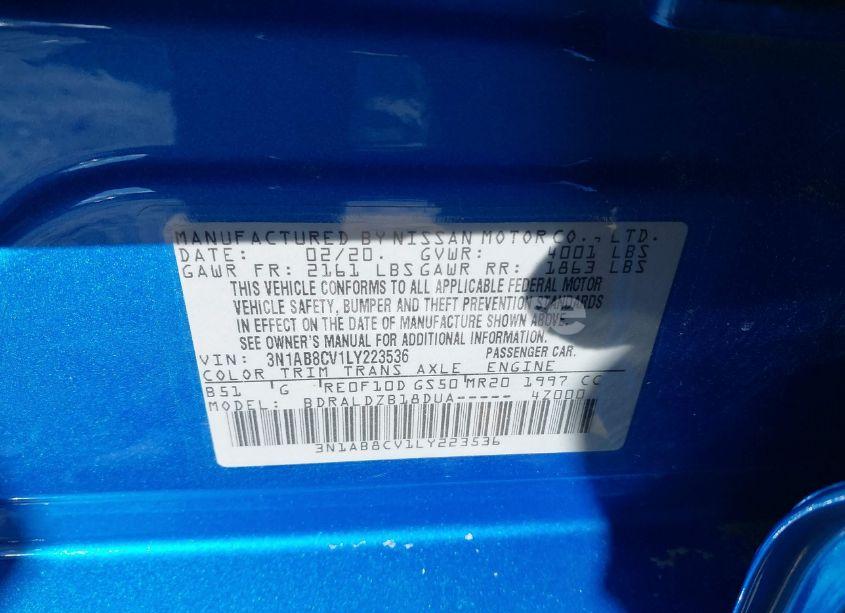 MANUFACTURED BY NISSAN MOTOR CO., LTD.
DATE: 02/20. GVWR: 4001 LBS
GAWR FR: 2161 LBS GAWR RR: 1863 LBS
THIS VEHICLE CONFORMS TO ALL APPLICABLE FEDERAL MOTOR
VEHICLE SAFETY, BUMPER AND THEFT PREVENTION STANDARDS
IN EFFECT ON THE DATE OF MANUFACTURE SHOWN ABOVE.
SEE OWNER'S MANUAL FOR ADDITIONAL INFORMATION.
VIN: 3N1AB8CV1LY223536 PASSENGER CAR.
COLOR TRIM TRANS AXLE ENGINE
B51 G RE0F10D GS50 MR20 1997 CC
MODEL: BDRALDZB18DUA----- 47000
3N1AB8CV1LY223536